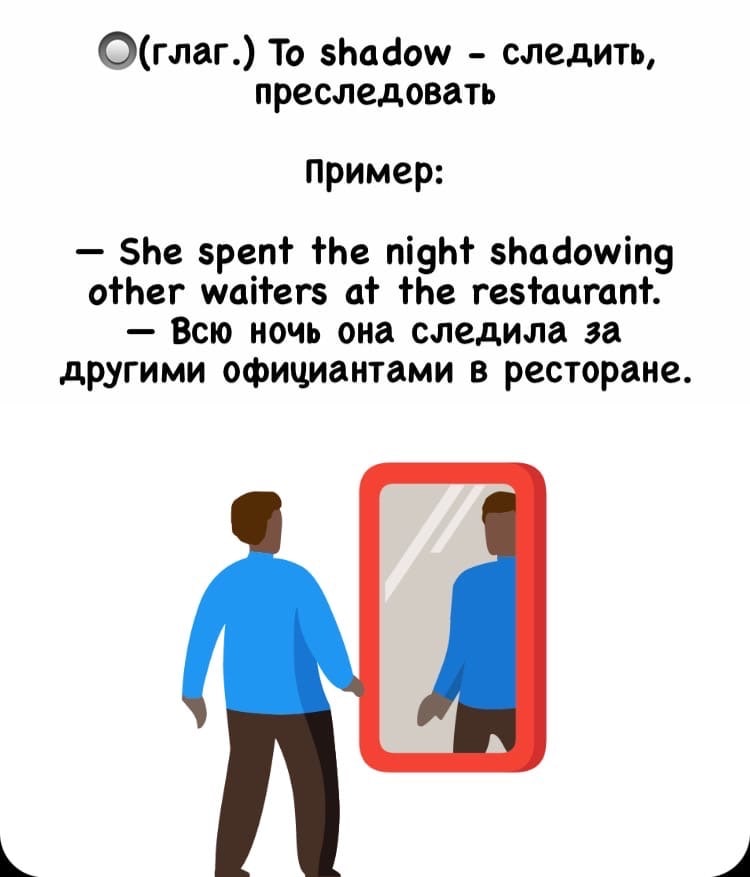 (глаг.) To shadow - следить,
преследовать
Пример:
— She spent the night shadowing
other waiters at the restaurant.
— Всю ночь она следила за
другими официантами в ресторане.